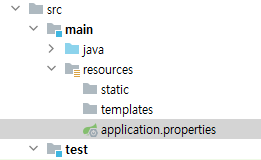 src
main
java
resources
static
templates
application.properties
test